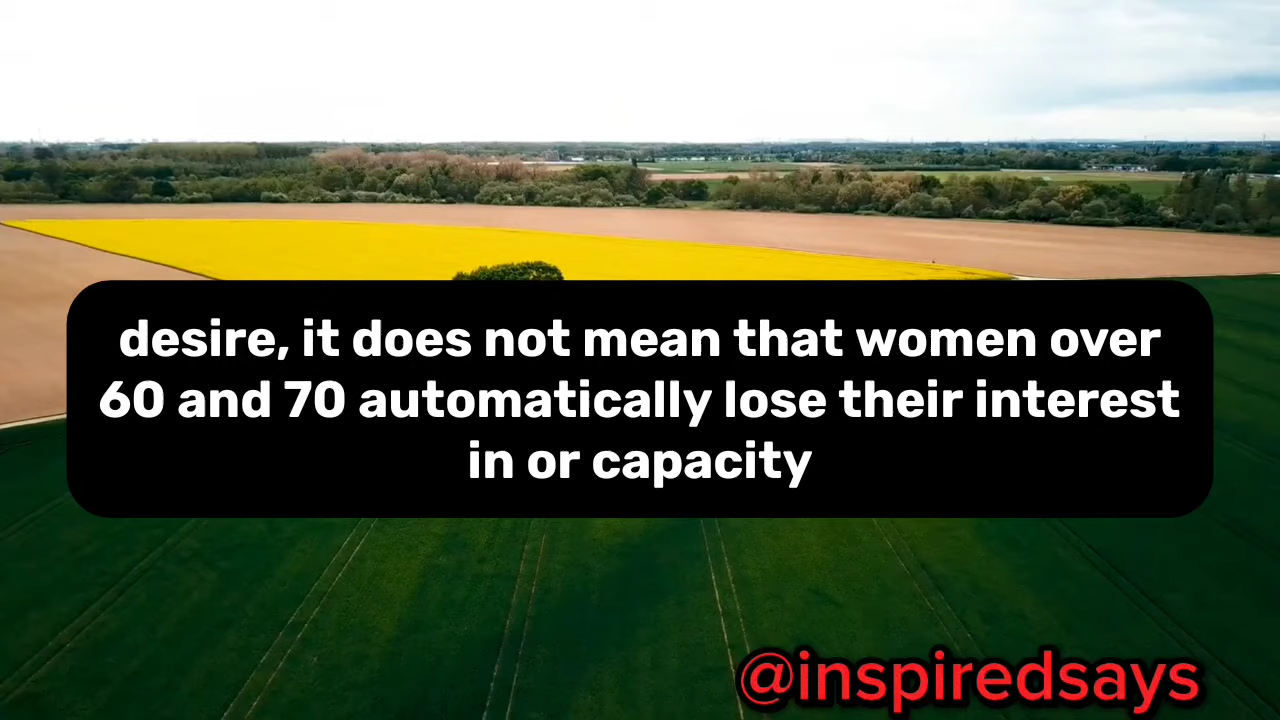 desire, it does not mean that women over
60 and 70 automatically lose their interest
in or capacity
@inspiredsays